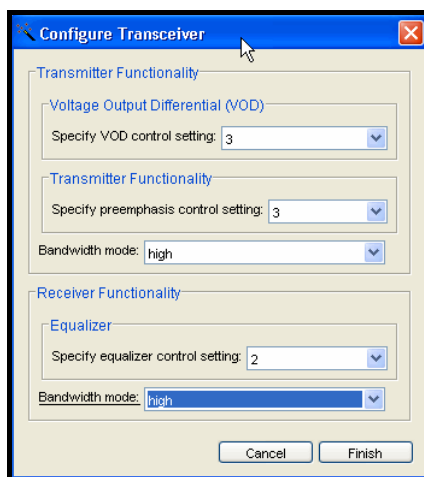 Configure Transceiver
Transmitter Functionality
Voltage Output Differential (VOD)
Specify VOD control setting: 3
Transmitter Functionality
Specify preemphasis control setting: 3
Bandwidth mode: high
Receiver Functionality
Equalizer
Specify equalizer control setting: 2
Bandwidth mode: high
Cancel Finish